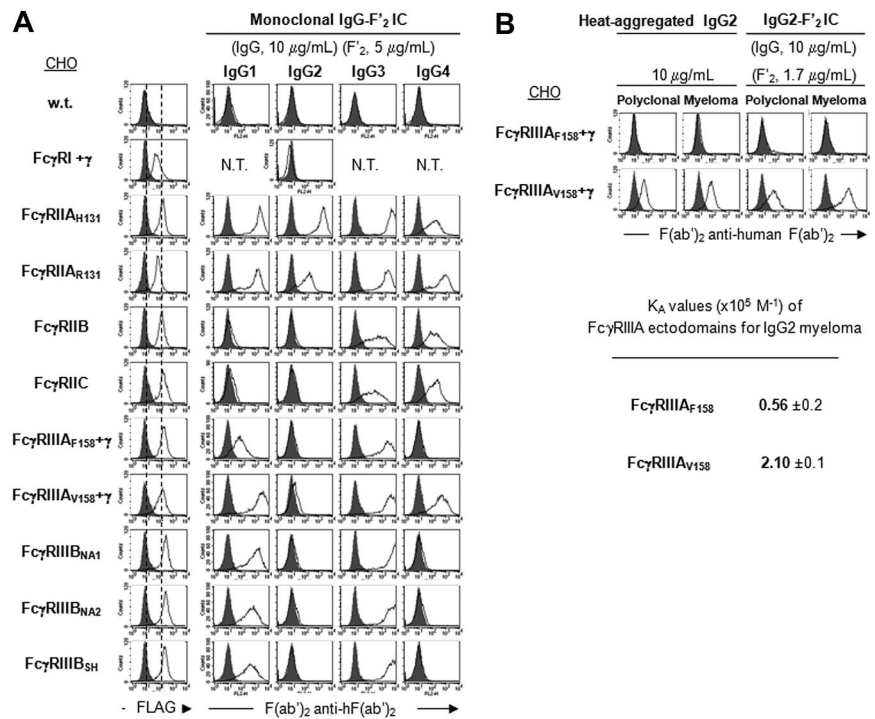 A
Monoclonal IgG-F'2 IC
(IgG, 10 µg/mL) (F'2, 5 µg/mL)
CHO
IgG1 IgG2 IgG3 IgG4
w.t.
FcγRI +γ
N.T. N.T. N.T.
FcγRIIAH131
FcγRIIAR131
FcγRIIB
FcγRIIC
FcγRIIIAF158+γ
FcγRIIIAV158+γ
FcγRIIIBNA1
FcγRIIIBNA2
FcγRIIIBSH
- FLAG
F(ab')2 anti-hF(ab')2
B
Heat-aggregated IgG2
IgG2-F'2 IC
(IgG, 10 µg/mL)
10 µg/mL
(F'2, 1.7 µg/mL)
CHO
Polyclonal Myeloma Polyclonal Myeloma
FcγRIIIAF158+γ
FcγRIIIAV158+γ
F(ab')2 anti-human F(ab')2
KA values (x10⁵ M⁻¹) of
FcγRIIIA ectodomains for IgG2 myeloma
FcγRIIIAF158 0.56 ±0.2
FcγRIIIAV158 2.10 ±0.1